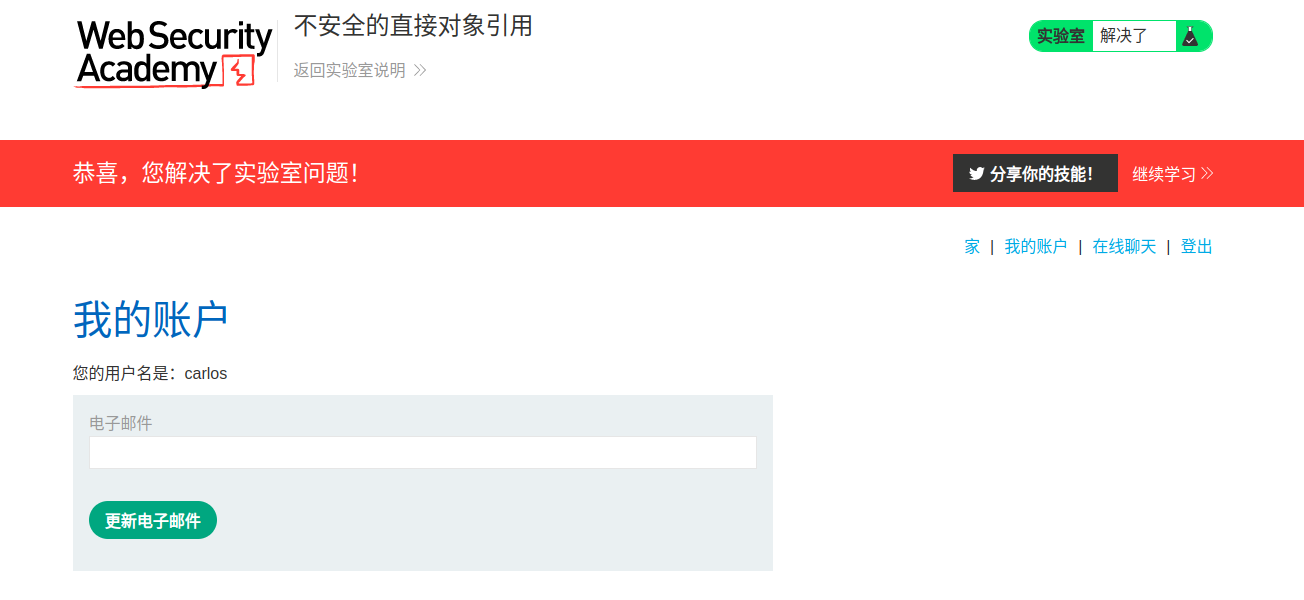 Web Security
Academy
不安全的直接对象引用
返回实验室说明
实验室 解决了
恭喜，您解决了实验室问题！
分享你的技能！ 继续学习
家 | 我的账户 | 在线聊天 | 登出
我的账户
您的用户名是：carlos
电子邮件
更新电子邮件